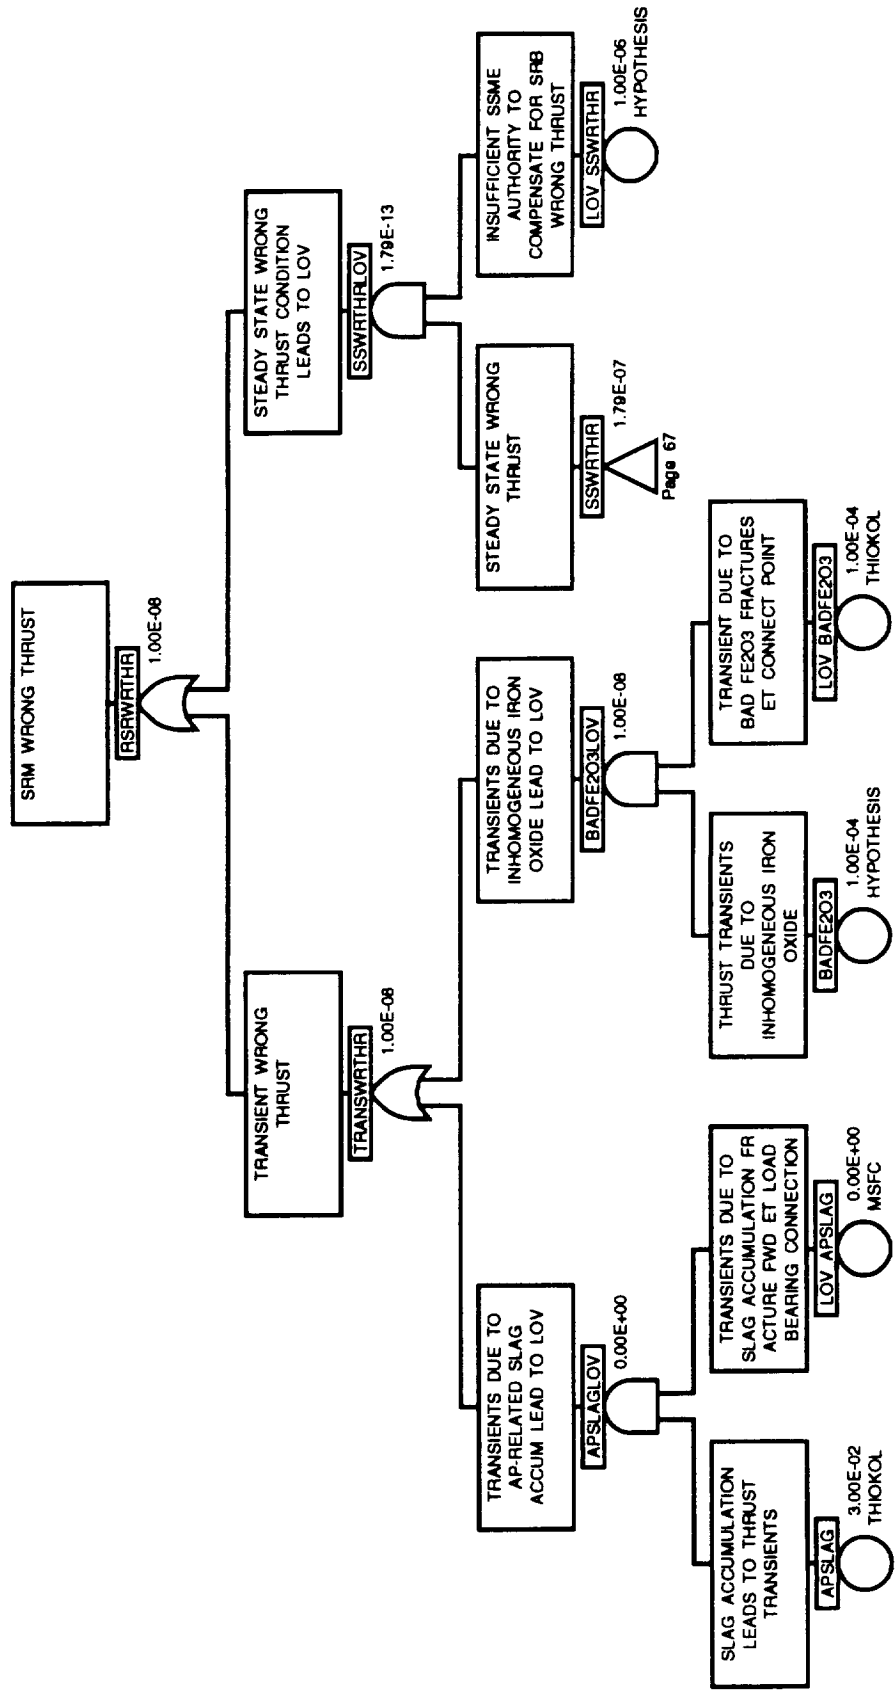 SRM WRONG THRUST
RSRWRTHR
1.00E-08
TRANSIENT WRONG
THRUST
TRANSWRTHR
1.00E-08
STEADY STATE WRONG
THRUST CONDITION
LEADS TO LOV
SSWRTHRLOV
1.79E-13
TRANSIENTS DUE TO
AP-RELATED SLAG
ACCUM LEAD TO LOV
APSLAGLOV
0.00E+00
TRANSIENTS DUE TO
INHOMOGENEOUS IRON
OXIDE LEAD TO LOV
BADFE2O3LOV
1.00E-08
STEADY STATE WRONG
THRUST
SSWRTHR
1.79E-07
Page 67
INSUFFICIENT SSME
AUTHORITY TO
COMPENSATE FOR SRB
WRONG THRUST
LOV SSWRTHR
1.00E-06
HYPOTHESIS
SLAG ACCUMULATION
LEADS TO THRUST
TRANSIENTS
APSLAG
3.00E-02
THIOKOL
TRANSIENTS DUE TO
SLAG ACCUMULATION FR
ACTURE FWD ET LOAD
BEARING CONNECTION
LOV APSLAG
0.00E+00
MSFC
THRUST TRANSIENTS
DUE TO
INHOMOGENEOUS IRON
OXIDE
BADFE2O3
1.00E-04
HYPOTHESIS
TRANSIENT DUE TO
BAD FE2O3 FRACTURES
ET CONNECT POINT
LOV BADFE2O3
1.00E-04
THIOKOL